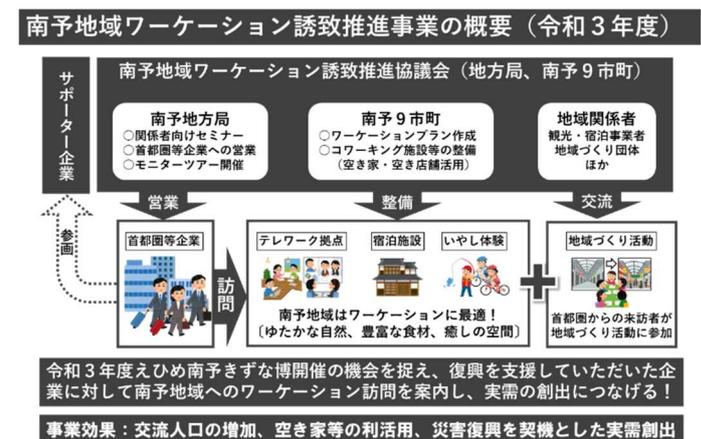 南予地域ワーケーション誘致推進事業の概要（令和３年度）
サポーター企業
南予地域ワーケーション誘致推進協議会（地方局、南予９市町）
南予地方局
○関係者向けセミナー
○首都圏等企業への営業
○モニターツアー開催
南予９市町
○ワーケーションプラン作成
○コワーキング施設等の整備
（空き家・空き店舗活用）
地域関係者
観光・宿泊事業者
地域づくり団体
ほか
営業
整備
交流
参画
首都圏等企業
訪問
テレワーク拠点
宿泊施設
いやし体験
南予地域はワーケーションに最適！
〔ゆたかな自然、豊富な食材、癒しの空間〕
＋
地域づくり活動
首都圏からの来訪者が
地域づくり活動に参加
令和３年度えひめ南予きずな博開催の機会を捉え、復興を支援していただいた企
業に対して南予地域へのワーケーション訪問を案内し、実需の創出につなげる！
事業効果：交流人口の増加、空き家等の利活用、災害復興を契機とした実需創出